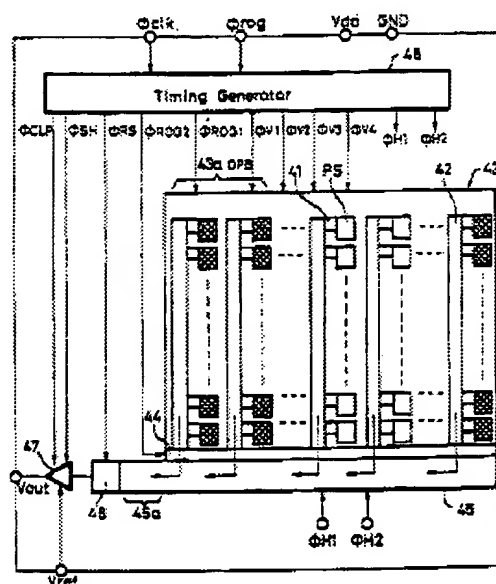 Φclk Φrog Vdd GND
48
Timing Generator
ΦCLP ΦSH ΦRS ΦROG2 ΦROG1 ΦV1 ΦV2 ΦV3 ΦV4 ΦH1 ΦH2
43a OPB 41 PS 42 43
44
47
Vout
46 45a 45
ΦH1 ΦH2
Vref